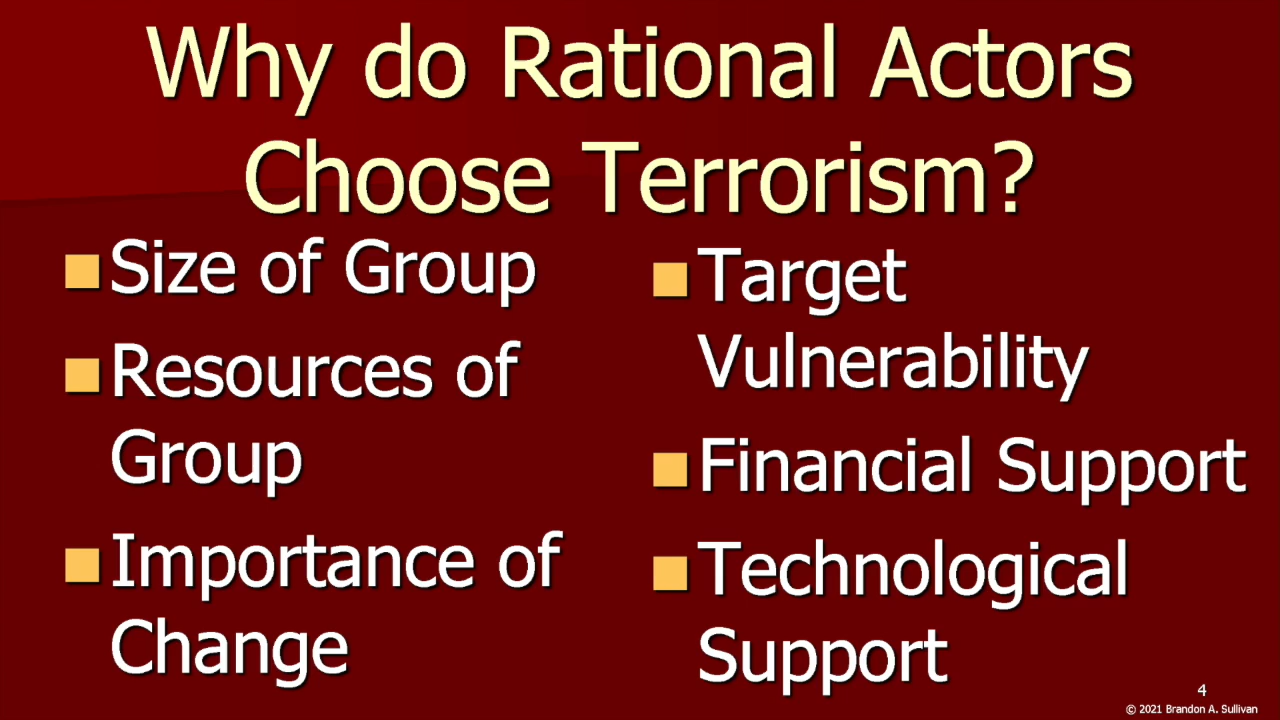 Why do Rational Actors
Choose Terrorism?
Size of Group
Resources of
Group
Importance of
Change
Target
Vulnerability
Financial Support
Technological
Support
4
© 2021 Brandon A. Sullivan